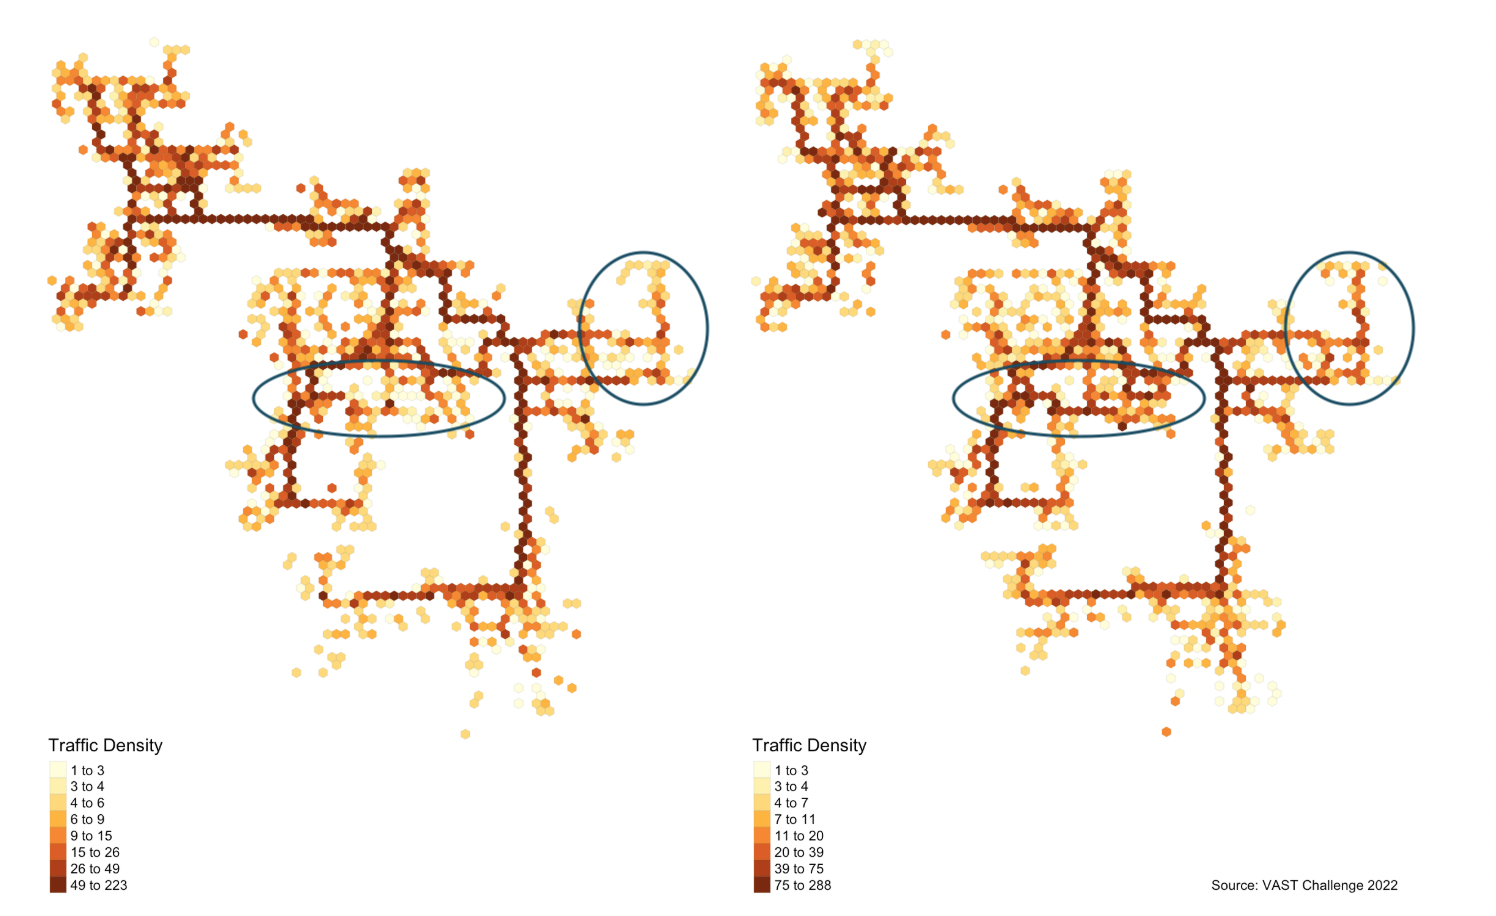 Traffic Density
1 to 3
3 to 4
4 to 6
6 to 9
9 to 15
15 to 26
26 to 49
49 to 223
Traffic Density
1 to 3
3 to 4
4 to 7
7 to 11
11 to 20
20 to 39
39 to 75
75 to 288
Source: VAST Challenge 2022